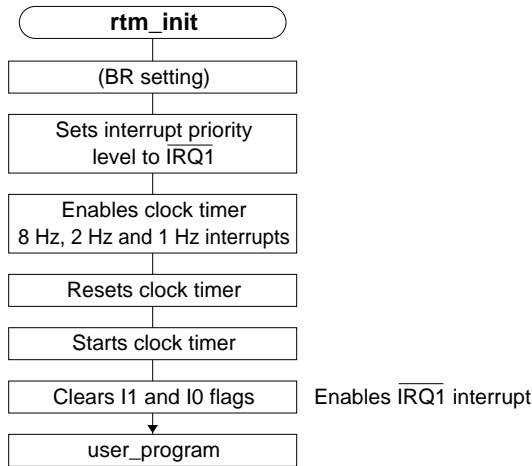 rtm_init
(BR setting)
Sets interrupt priority
level to IRQ1
Enables clock timer
8 Hz, 2 Hz and 1 Hz interrupts
Resets clock timer
Starts clock timer
Clears I1 and I0 flags
Enables IRQ1 interrupt
user_program